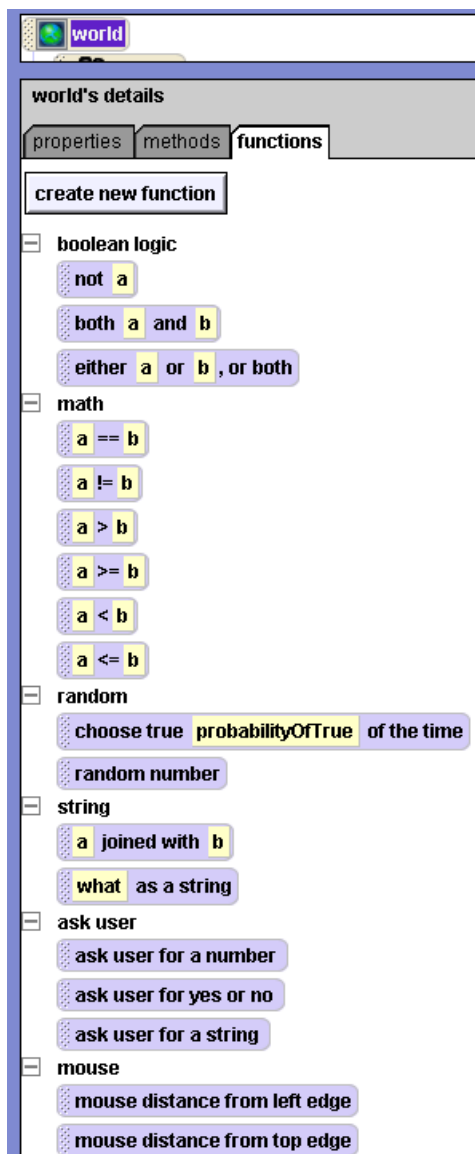 world
world's details
properties methods functions
create new function
boolean logic
not a
both a and b
either a or b , or both
math
a == b
a != b
a > b
a >= b
a < b
a <= b
random
choose true probabilityOfTrue of the time
random number
string
a joined with b
what as a string
ask user
ask user for a number
ask user for yes or no
ask user for a string
mouse
mouse distance from left edge
mouse distance from top edge